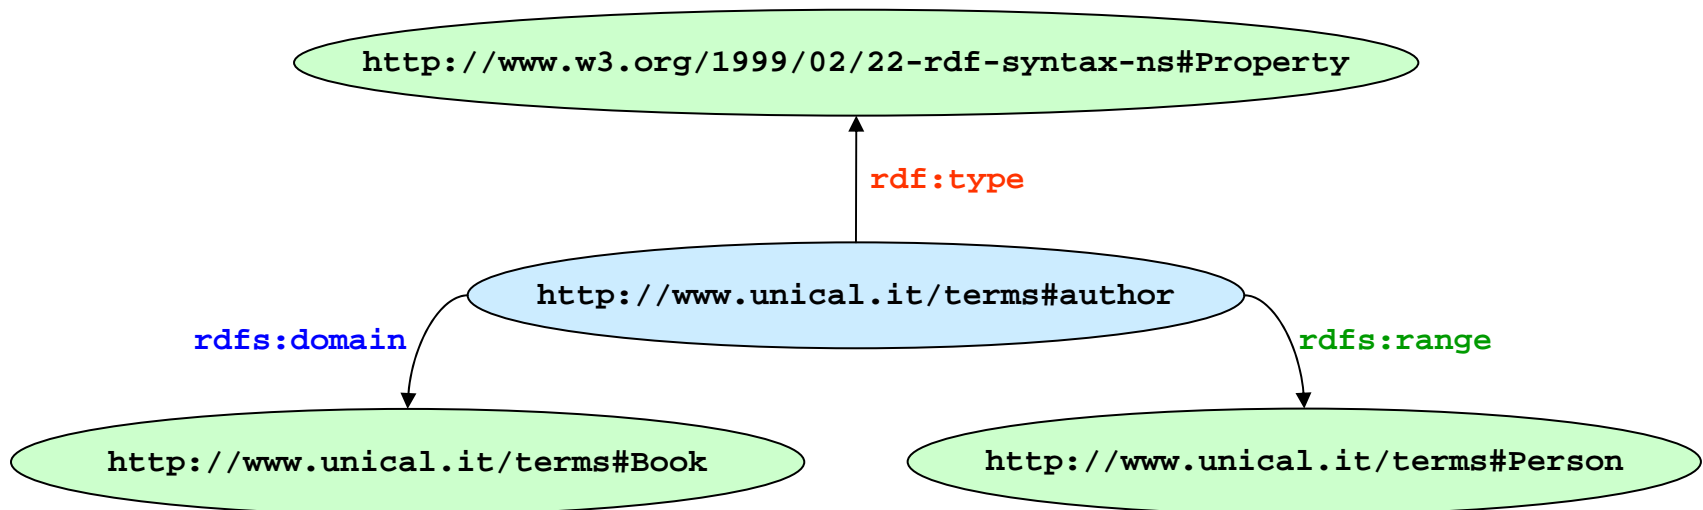 http://www.w3.org/1999/02/22-rdf-syntax-ns#Property
rdf:type
http://www.unical.it/terms#author
rdfs:domain
rdfs:range
http://www.unical.it/terms#Book
http://www.unical.it/terms#Person